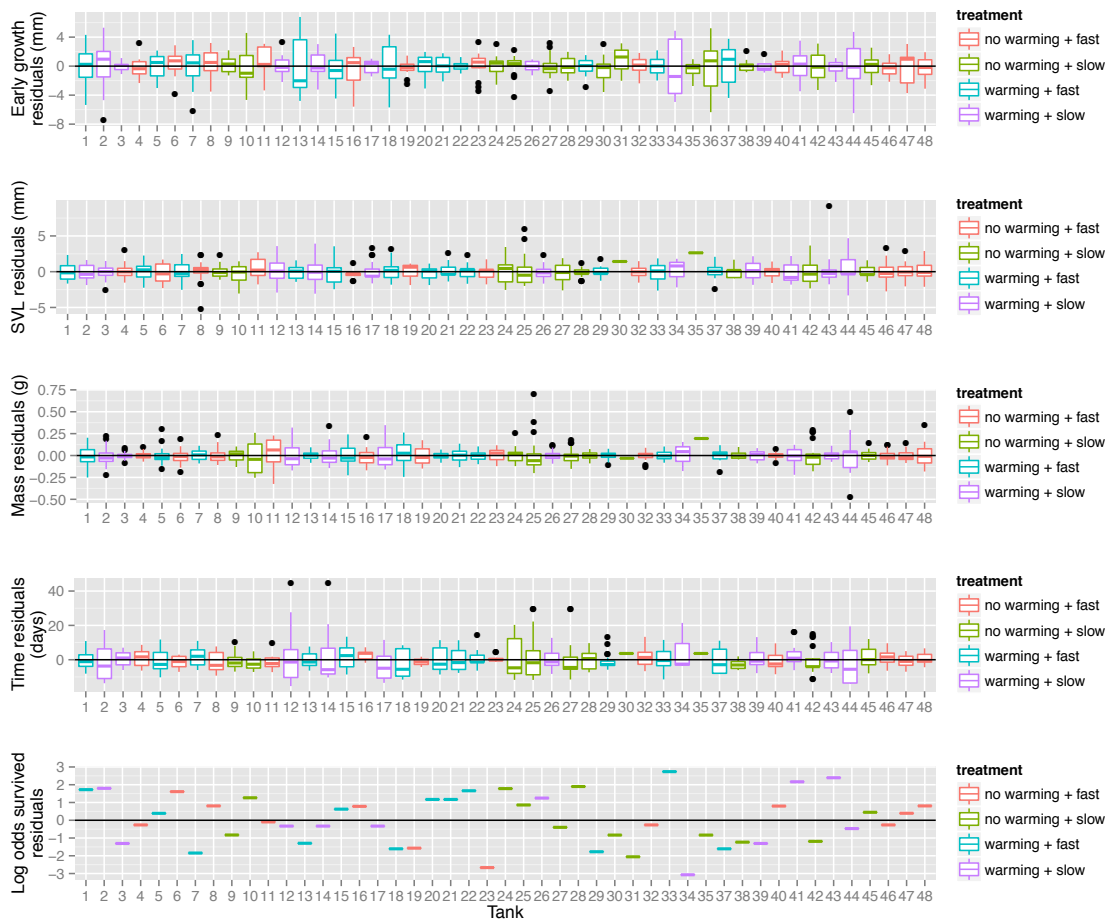 Early growth
residuals (mm)
4
0
−4
−8
1 2 3 4 5 6 7 8 9 10 11 12 13 14 15 16 17 18 19 20 21 22 23 24 25 26 27 28 29 30 31 32 33 34 35 36 37 38 39 40 41 42 43 44 45 46 47 48
treatment
no warming + fast
no warming + slow
warming + fast
warming + slow
SVL residuals (mm)
5
0
−5
1 2 3 4 5 6 7 8 9 10 11 12 13 14 15 16 17 18 19 20 21 22 23 24 25 26 27 28 29 30 32 33 34 35 37 38 39 40 41 42 43 44 45 46 47 48
treatment
no warming + fast
no warming + slow
warming + fast
warming + slow
Mass residuals (g)
0.75
0.50
0.25
0.00
−0.25
−0.50
1 2 3 4 5 6 7 8 9 10 11 12 13 14 15 16 17 18 19 20 21 22 23 24 25 26 27 28 29 30 32 33 34 35 37 38 39 40 41 42 43 44 45 46 47 48
treatment
no warming + fast
no warming + slow
warming + fast
warming + slow
Time residuals
(days)
40
20
0
1 2 3 4 5 6 7 8 9 10 11 12 13 14 15 16 17 18 19 20 21 22 23 24 25 26 27 28 29 30 32 33 34 35 37 38 39 40 41 42 43 44 45 46 47 48
treatment
no warming + fast
no warming + slow
warming + fast
warming + slow
Log odds survived
residuals
3
2
1
0
−1
−2
−3
1 2 3 4 5 6 7 8 9 10 11 12 13 14 15 16 17 18 19 20 21 22 23 24 25 26 27 28 29 30 31 32 33 34 35 37 38 39 40 41 42 43 44 45 46 47 48
Tank
treatment
no warming + fast
no warming + slow
warming + fast
warming + slow